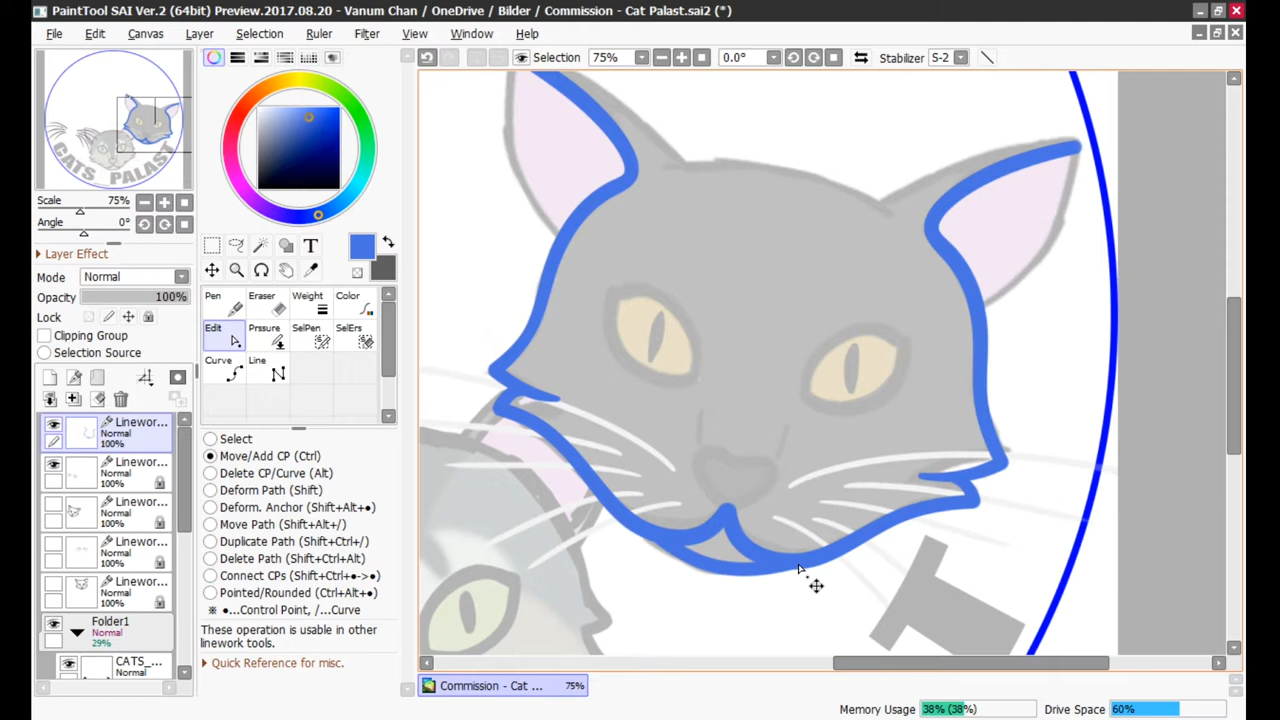 PaintTool SAI Ver.2 (64bit) Preview.2017.08.20 - Vanum Chan / OneDrive / Bilder / Commission - Cat Palast.sai2 (*)
File Edit Canvas Layer Selection Ruler Filter View Window Help
Selection 75% 0.0° Stabilizer S-2
CATS PALAST
Scale 75%
Angle 0°
Layer Effect
Mode Normal
Opacity 100%
Lock
Clipping Group
Selection Source
Linewor...
Normal
100%
Linewor...
Normal
100%
Linewor...
Normal
100%
Linewor...
Normal
100%
Linewor...
Normal
100%
Folder1
Normal
29%
CATS_...
Normal
T
Pen Eraser Weight Color
Edit Prssure SelPen SelErs
Curve Line
Select
Move/Add CP (Ctrl)
Delete CP/Curve (Alt)
Deform Path (Shift)
Deform. Anchor (Shift+Alt+●)
Move Path (Shift+Alt+/)
Duplicate Path (Shift+Ctrl+/)
Delete Path (Shift+Ctrl+Alt)
Connect CPs (Shift+Ctrl+●->●)
Pointed/Rounded (Ctrl+Alt+●)
※ ●...Control Point, /...Curve
These operation is usable in other
linework tools.
Quick Reference for misc.
T
Commission - Cat ... 75%
Memory Usage 38% (38%) Drive Space 60%